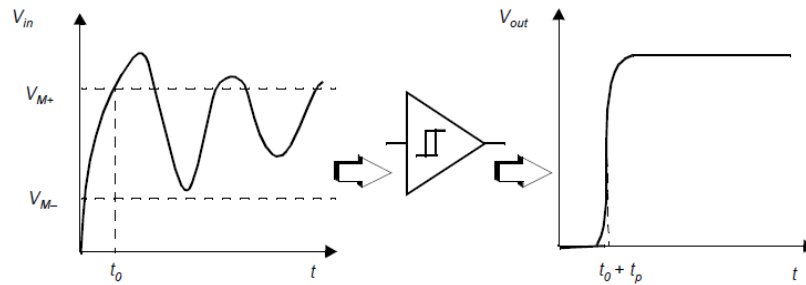 V_in
V_M+
V_M–
t_0
t
V_out
t_0 + t_p
t